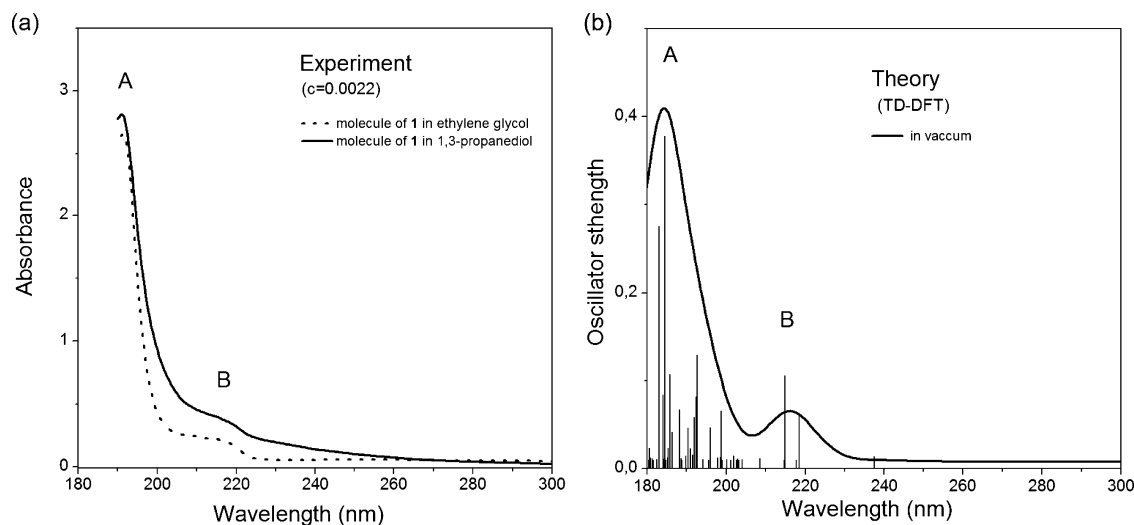 (a)
A
B
Experiment
(c=0.0022)
molecule of 1 in ethylene glycol
molecule of 1 in 1,3-propanediol
Absorbance
3
2
1
0
200
220
240
260
280
300
Wavelength (nm)
(b)
A
B
Theory
(TD-DFT)
in vaccum
Oscillator sthength
0,4
0,2
0,0
180
200
220
240
260
280
300
Wavelength (nm)